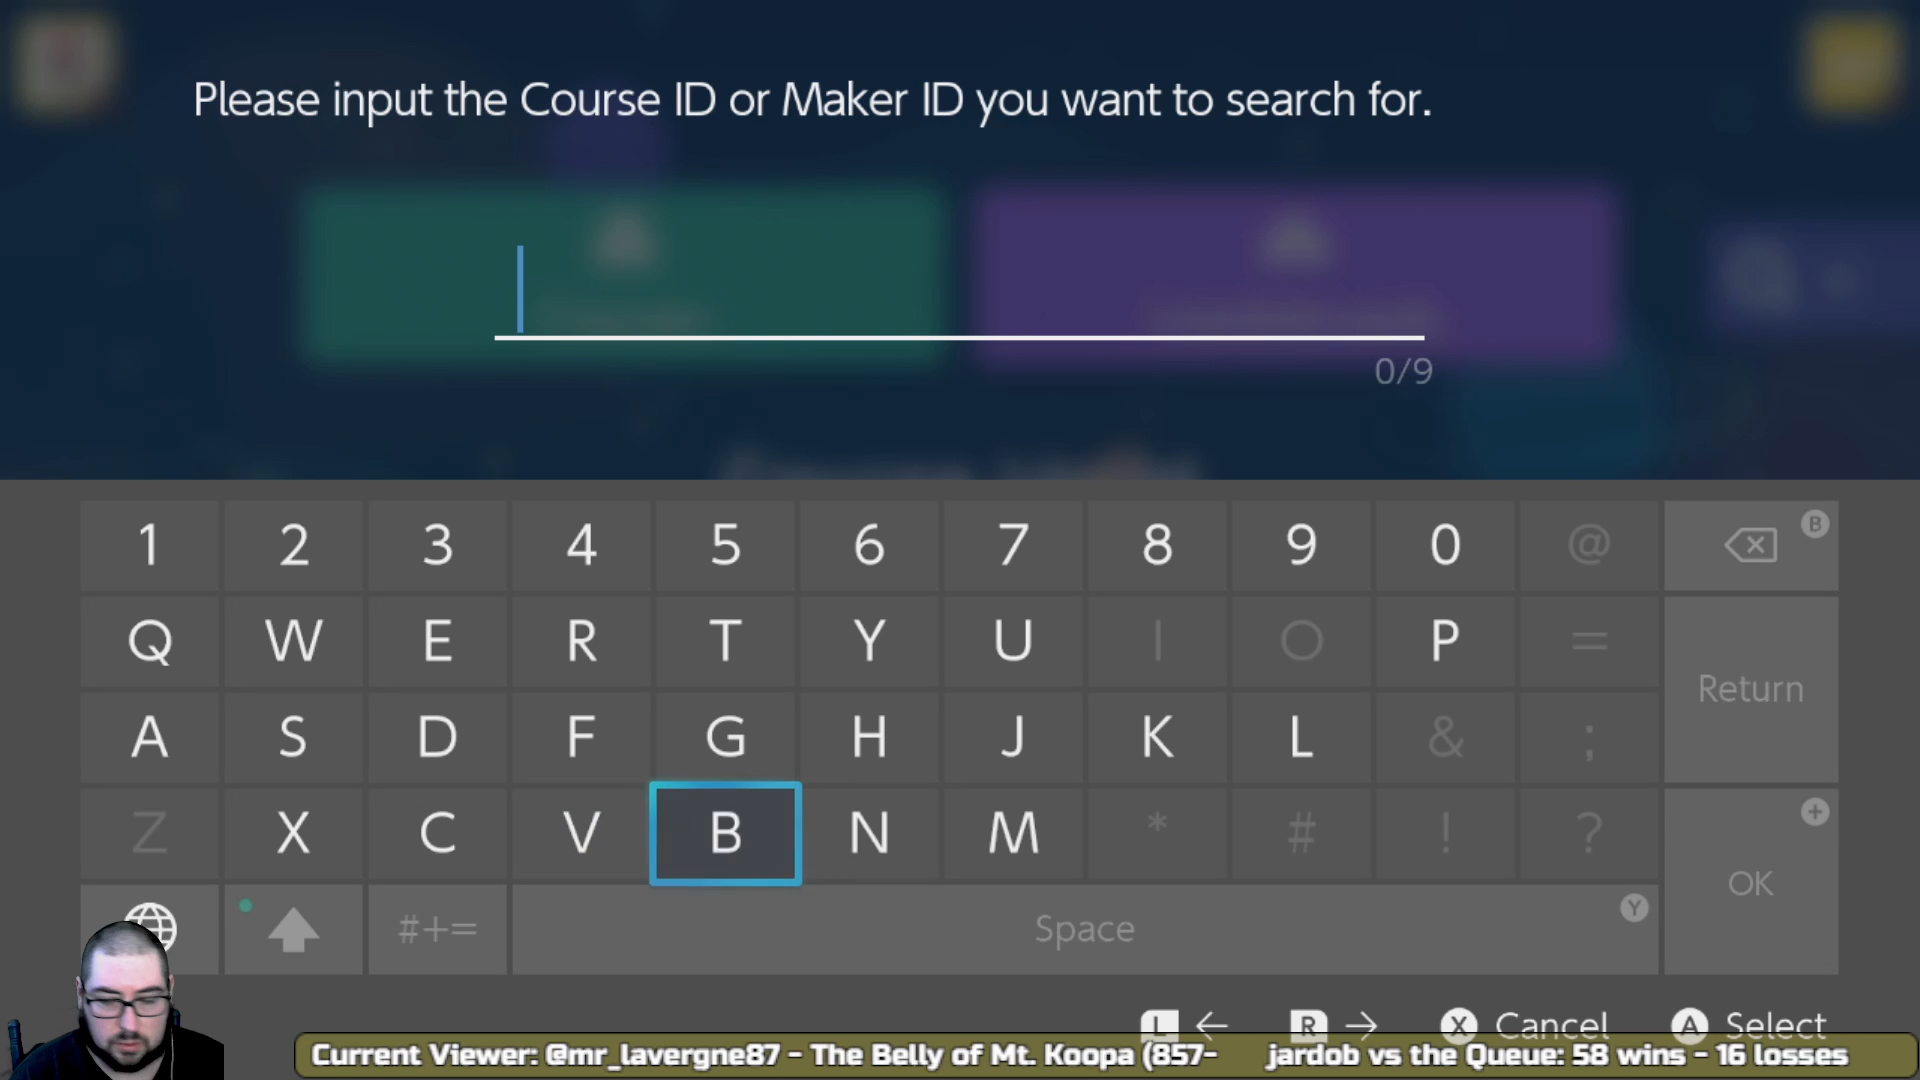 Please input the Course ID or Maker ID you want to search for.
0/9
1 2 3 4 5 6 7 8 9 0 @ B
Q W E R T Y U I O P =
Return
A S D F G H J K L & ;
Z X C V B N M * # ! ? +
OK
#+= Space Y
L ← R → X Cancel A Select
Current Viewer: @mr_lavergne87 - The Belly of Mt. Koopa (857- jardob vs the Queue: 58 wins - 16 losses